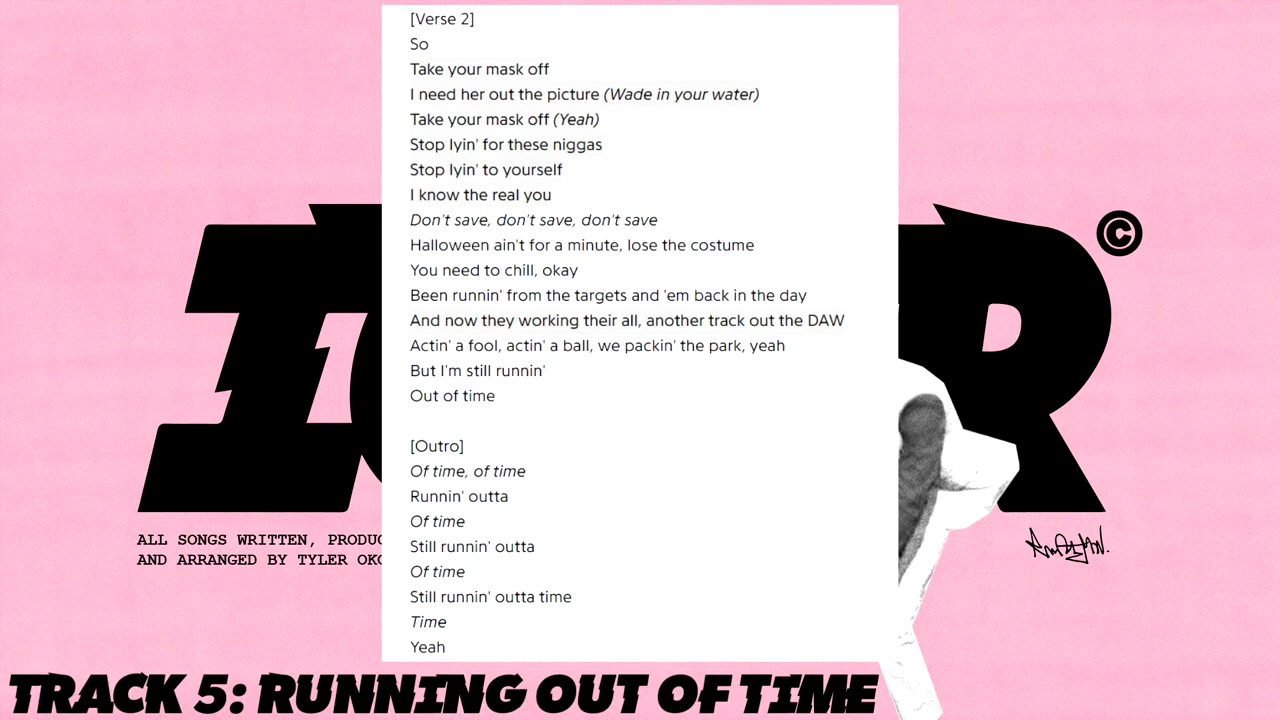 [Verse 2]
So
Take your mask off
I need her out the picture (Wade in your water)
Take your mask off (Yeah)
Stop lyin' for these niggas
Stop lyin' to yourself
I know the real you
Don't save, don't save, don't save
Halloween ain't for a minute, lose the costume
You need to chill, okay
Been runnin' from the targets and 'em back in the day
And now they working their all, another track out the DAW
Actin' a fool, actin' a ball, we packin' the park, yeah
But I'm still runnin'
Out of time
[Outro]
Of time, of time
Runnin' outta
Of time
Still runnin' outta
Of time
Still runnin' outta time
Time
Yeah
©
ALL SONGS WRITTEN,
AND ARRANGED BY TYLER
TRACK 5: RUNNING OUT OF TIME